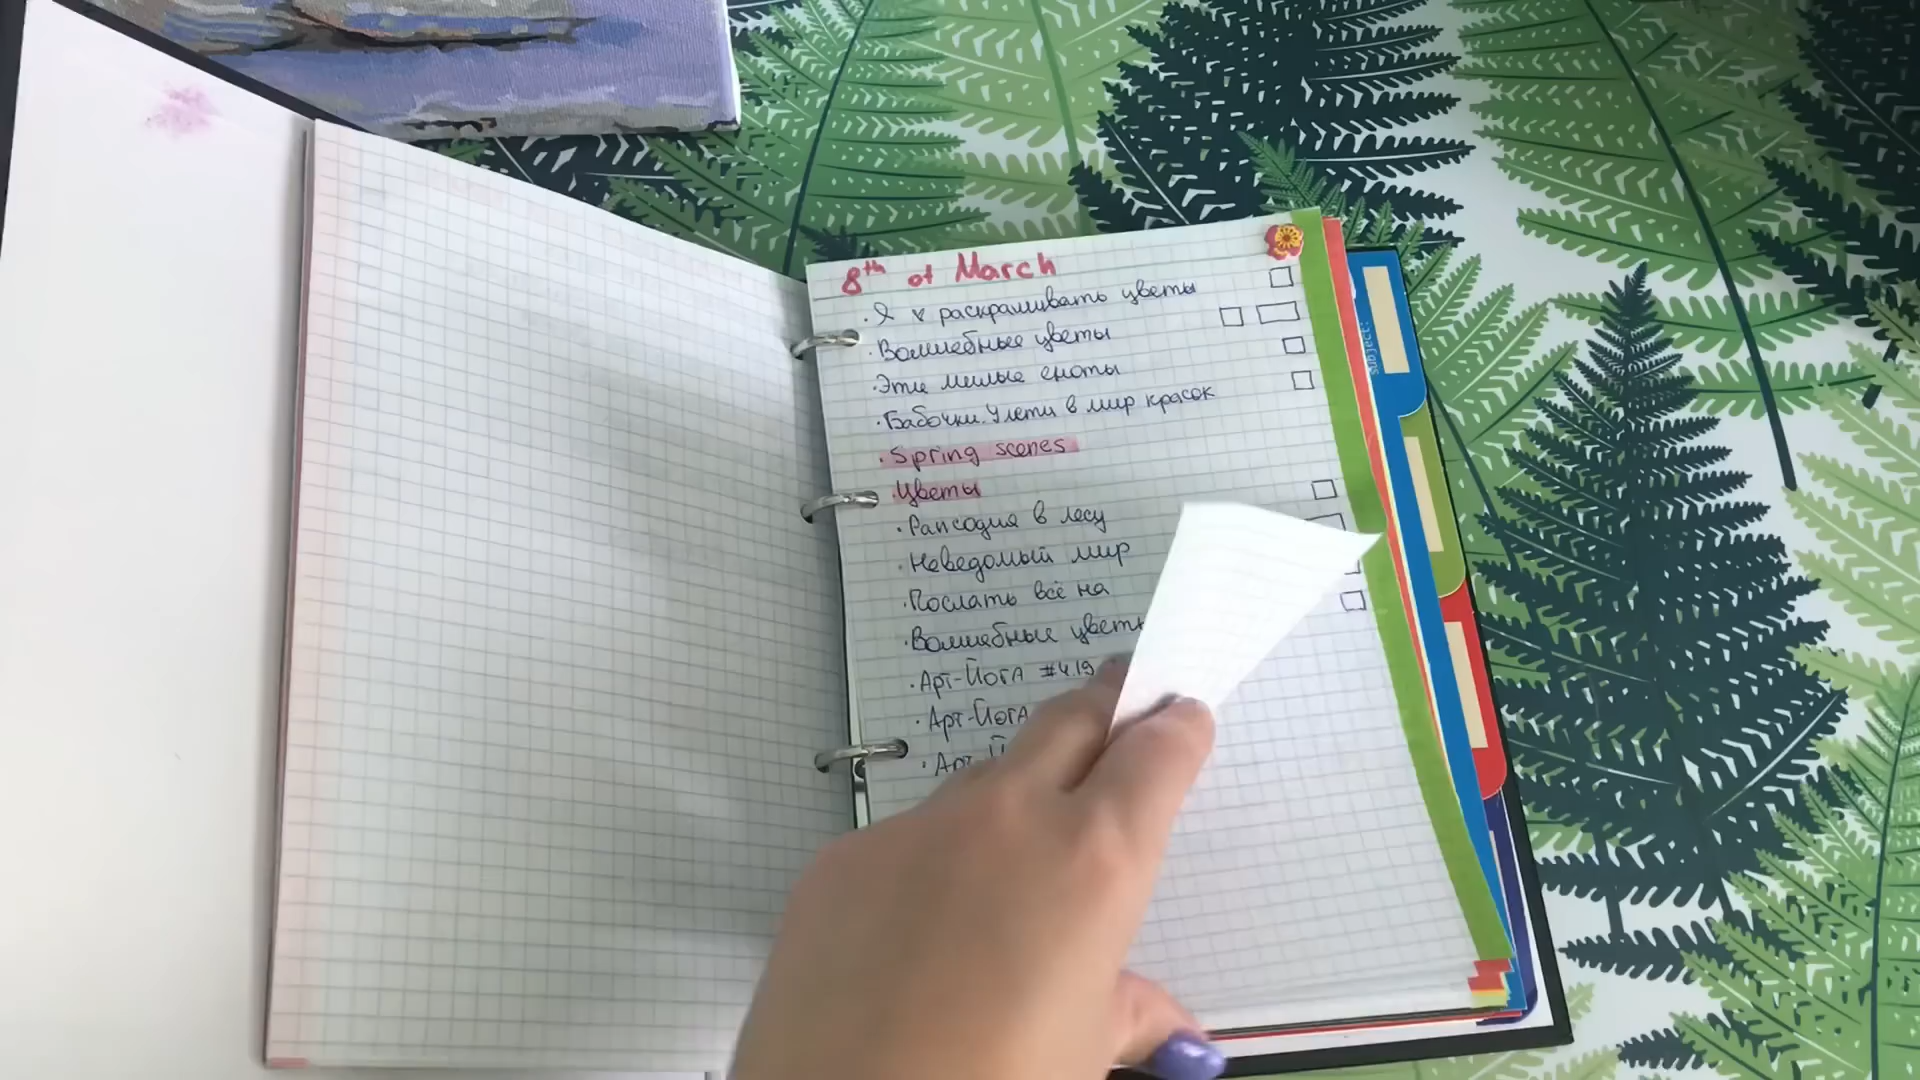 8th of March
· Я ♥ раскрашивать цветы
· Волшебные цветы
· Эти милые еноты
· Бабочки. Улети в мир красок
· Spring scenes
· Цветы
· Рапсодия в лесу
· Неведомый мир
· Послать всё на
· Волшебные цветы
· Арт-Йога #4.19
· Арт-Йога
· Арт-Й
subject: